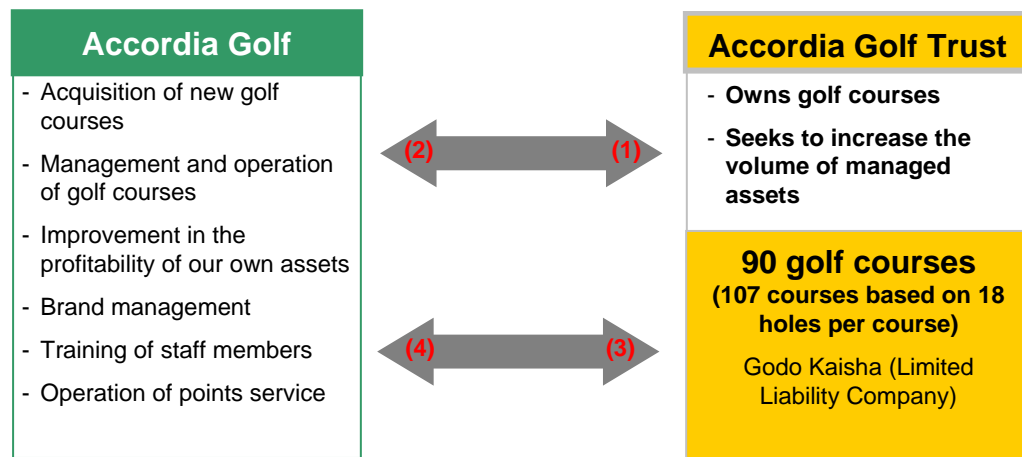 Accordia Golf
- Acquisition of new golf
courses
- Management and operation
of golf courses
- Improvement in the
profitability of our own assets
- Brand management
- Training of staff members
- Operation of points service
(2)
(1)
(4)
(3)
Accordia Golf Trust
- Owns golf courses
- Seeks to increase the
volume of managed
assets
90 golf courses
(107 courses based on 18
holes per course)
Godo Kaisha (Limited
Liability Company)